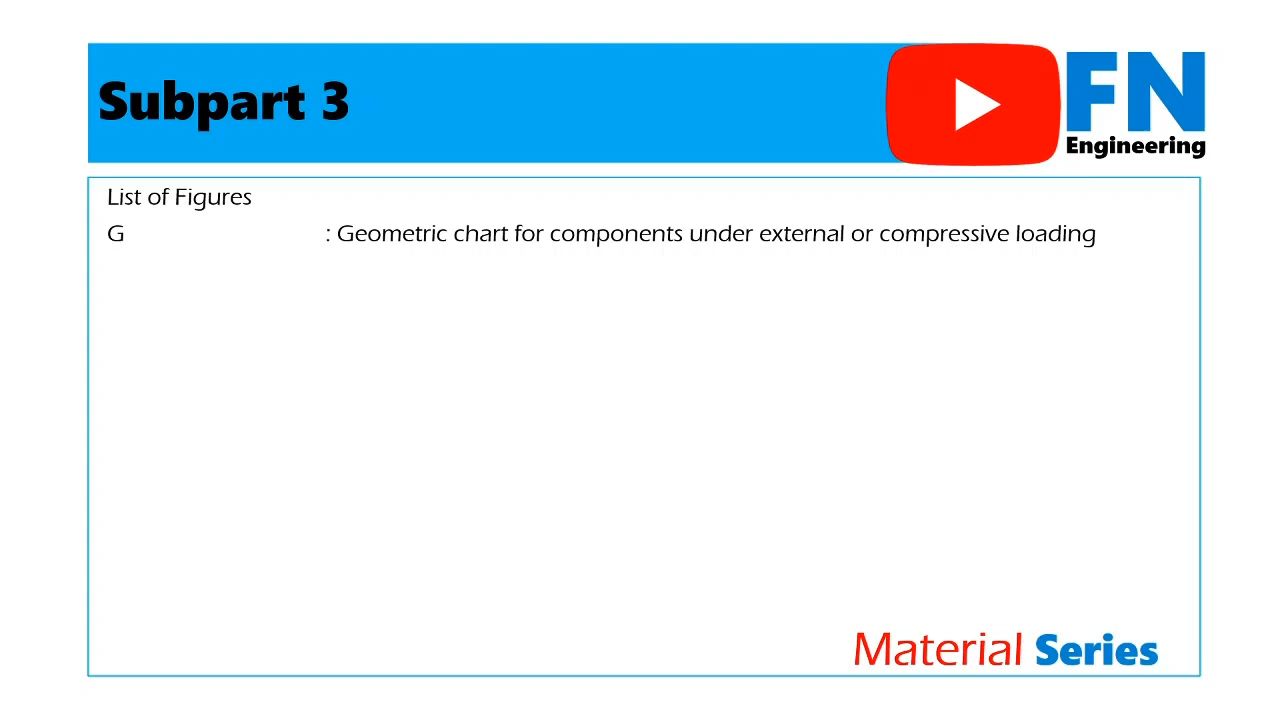 Subpart 3
FN
Engineering
List of Figures
G : Geometric chart for components under external or compressive loading
Material Series